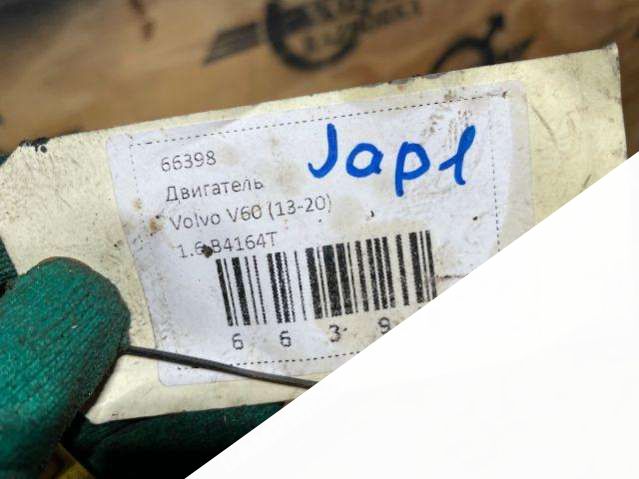 66398
Jap1
Двигатель
Volvo V60 (13-20)
1.6 B4164T
6 6 3 9